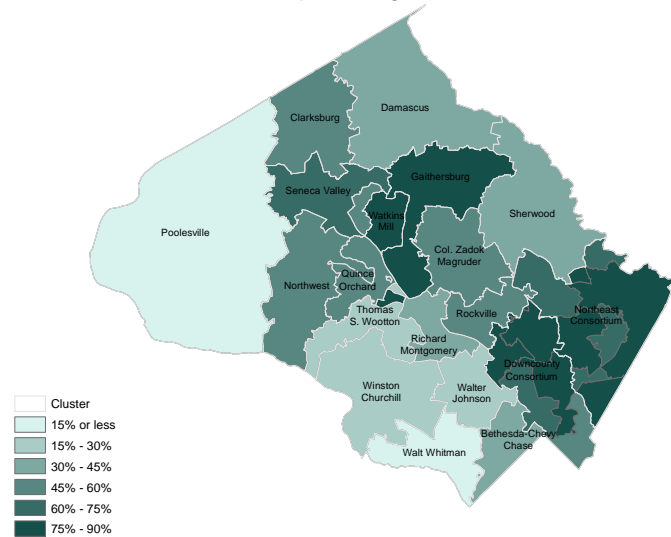 Damascus
Clarksburg
Gaithersburg
Seneca Valley
Watkins
Mill
Sherwood
Poolesville
Col. Zadok
Magruder
Quince
Orchard
Northwest
Thomas
S. Wootton
Rockville
Northeast
Consortium
Richard
Montgomery
Downcounty
Consortium
Winston
Churchill
Walter
Johnson
Bethesda-Chevy
Chase
Walt Whitman
Cluster
15% or less
15% - 30%
30% - 45%
45% - 60%
60% - 75%
75% - 90%